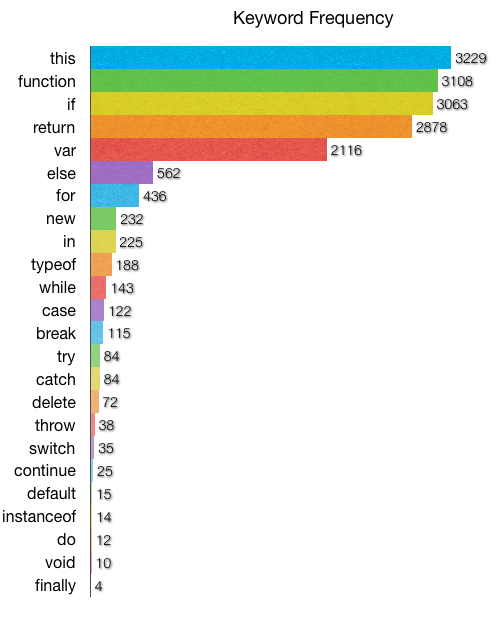 Keyword Frequency
this 3229
function 3108
if 3063
return 2878
var 2116
else 562
for 436
new 232
in 225
typeof 188
while 143
case 122
break 115
try 84
catch 84
delete 72
throw 38
switch 35
continue 25
default 15
instanceof 14
do 12
void 10
finally 4